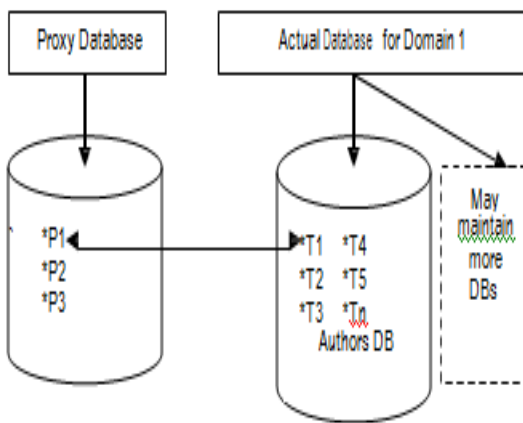 Proxy Database
Actual Database for Domain 1
*P1
*P2
*P3
*T1 *T4
*T2 *T5
*T3 *Tn
Authors DB
May
maintain
more
DBs